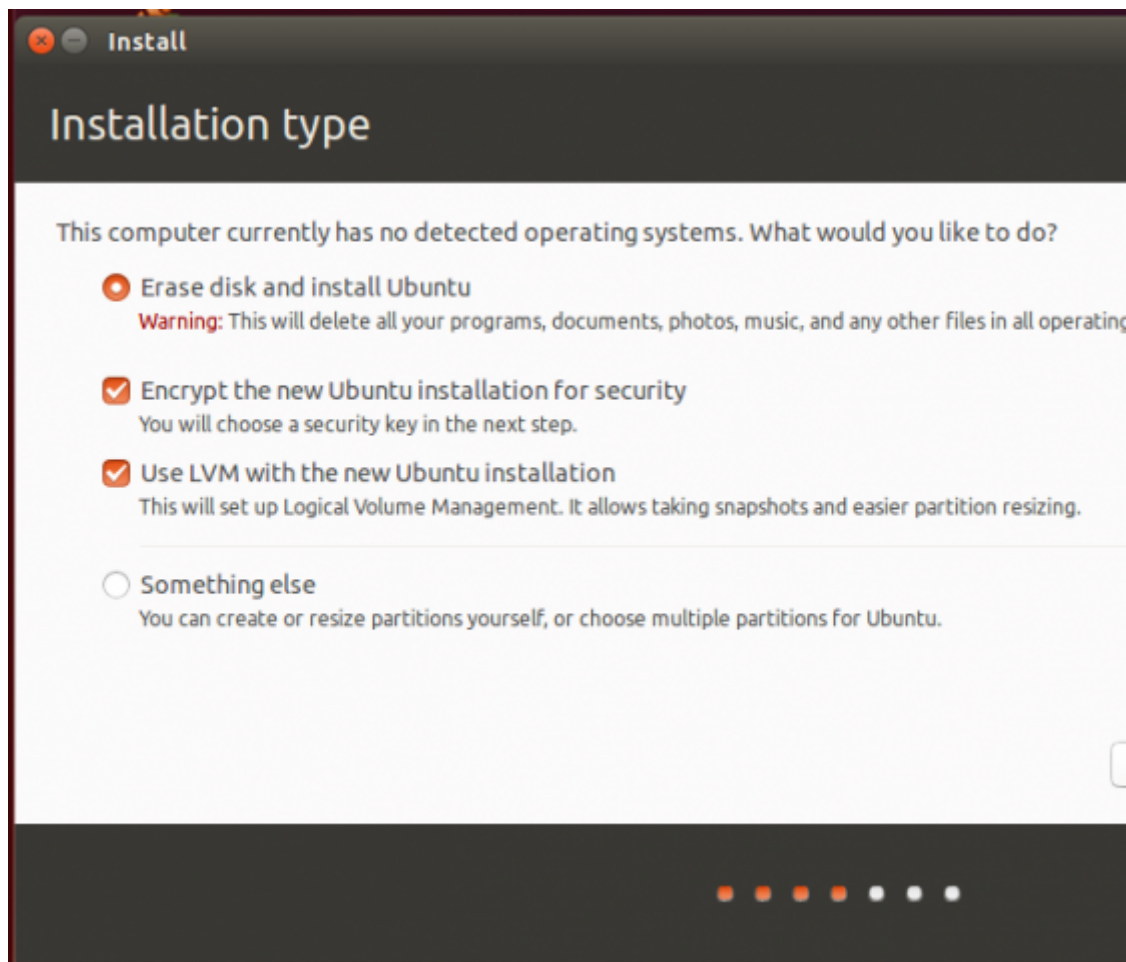 Install
Installation type
This computer currently has no detected operating systems. What would you like to do?
Erase disk and install Ubuntu
Warning: This will delete all your programs, documents, photos, music, and any other files in all operating
Encrypt the new Ubuntu installation for security
You will choose a security key in the next step.
Use LVM with the new Ubuntu installation
This will set up Logical Volume Management. It allows taking snapshots and easier partition resizing.
Something else
You can create or resize partitions yourself, or choose multiple partitions for Ubuntu.